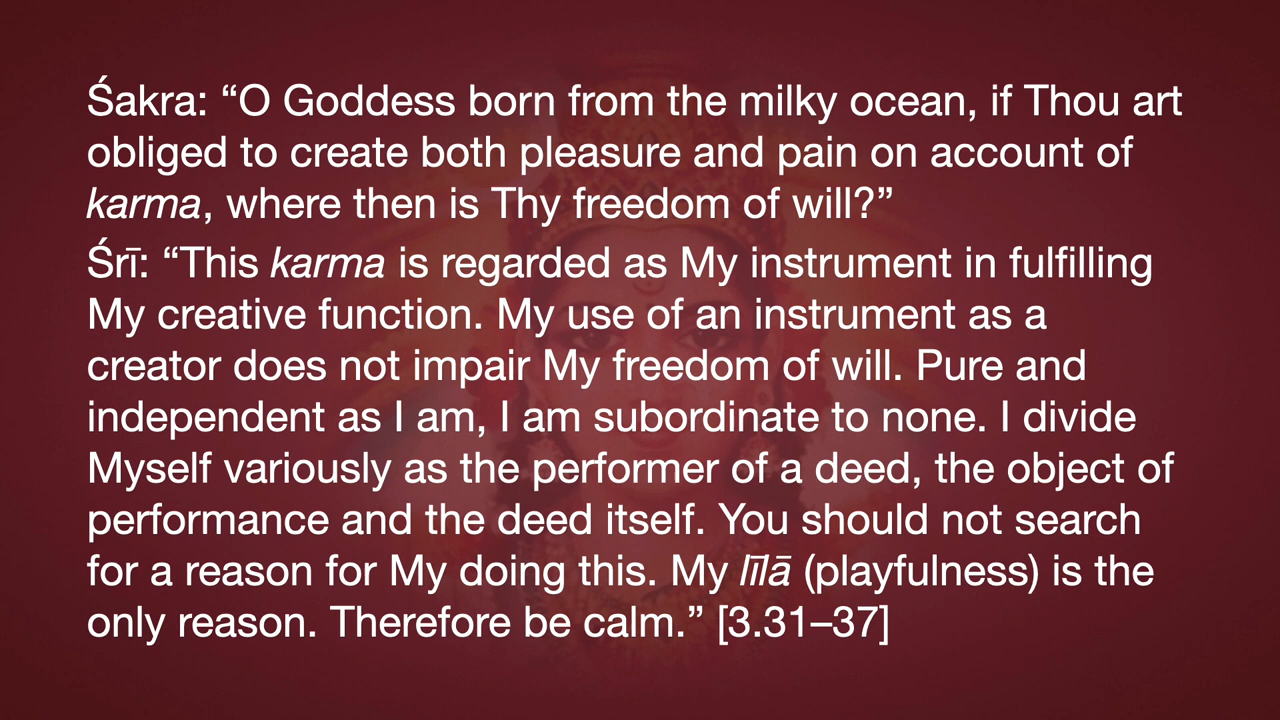 Śakra: “O Goddess born from the milky ocean, if Thou art
obliged to create both pleasure and pain on account of
karma, where then is Thy freedom of will?”
Śrī: “This karma is regarded as My instrument in fulfilling
My creative function. My use of an instrument as a
creator does not impair My freedom of will. Pure and
independent as I am, I am subordinate to none. I divide
Myself variously as the performer of a deed, the object of
performance and the deed itself. You should not search
for a reason for My doing this. My līlā (playfulness) is the
only reason. Therefore be calm.” [3.31–37]